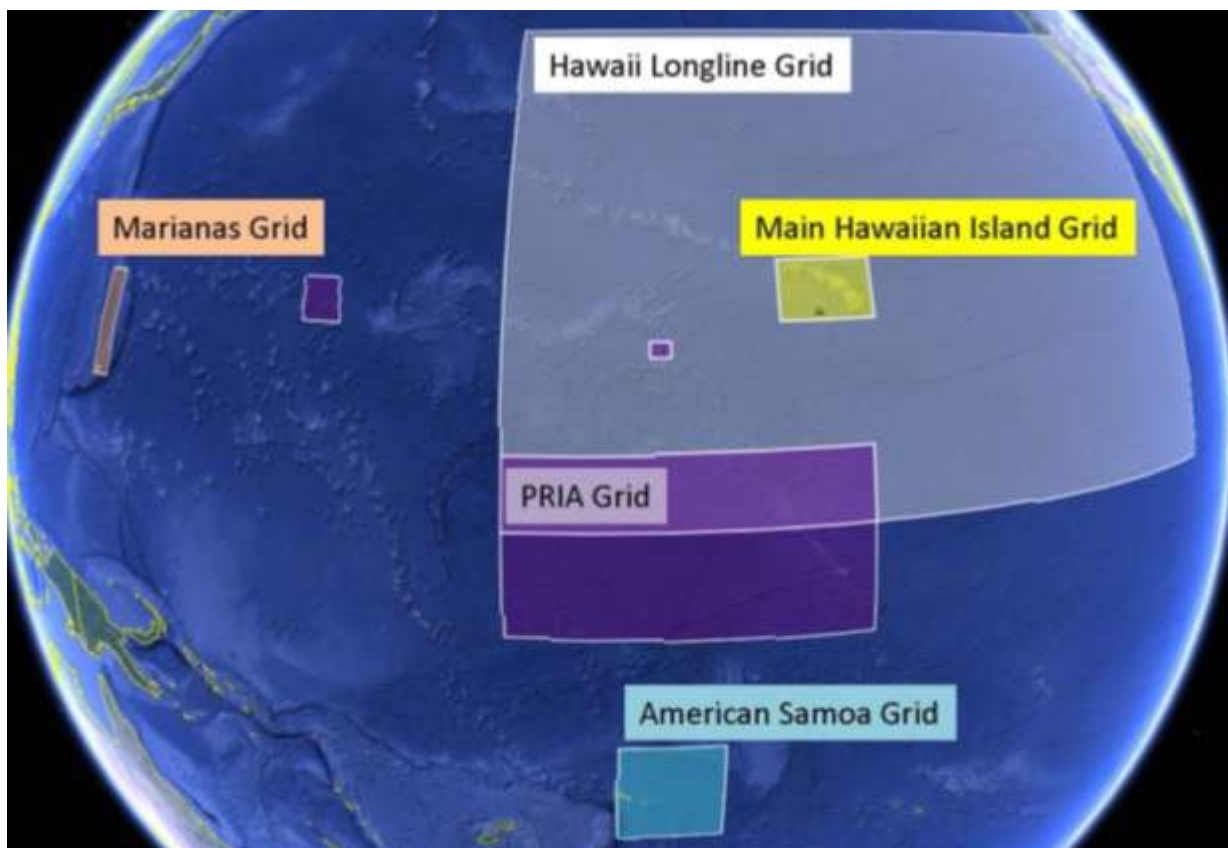 Hawaii Longline Grid
Marianas Grid
Main Hawaiian Island Grid
PRIA Grid
American Samoa Grid